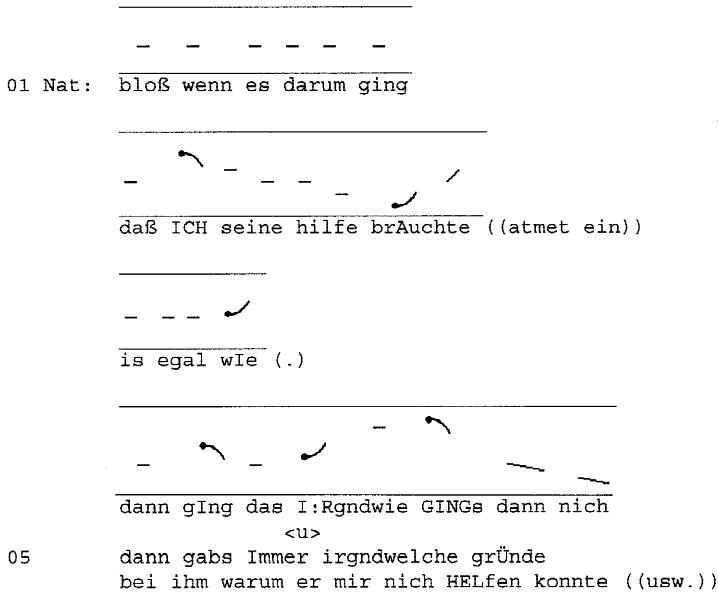 01 Nat: bloß wenn es darum ging
daß ICH seine hilfe brAuchte ((atmet ein))
is egal wIe (.)
dann gIng das I:Rgndwie GINGs dann nich
<u>
05 dann gabs Immer irgndwelche grÜnde
bei ihm warum er mir nich HELfen konnte ((usw.))